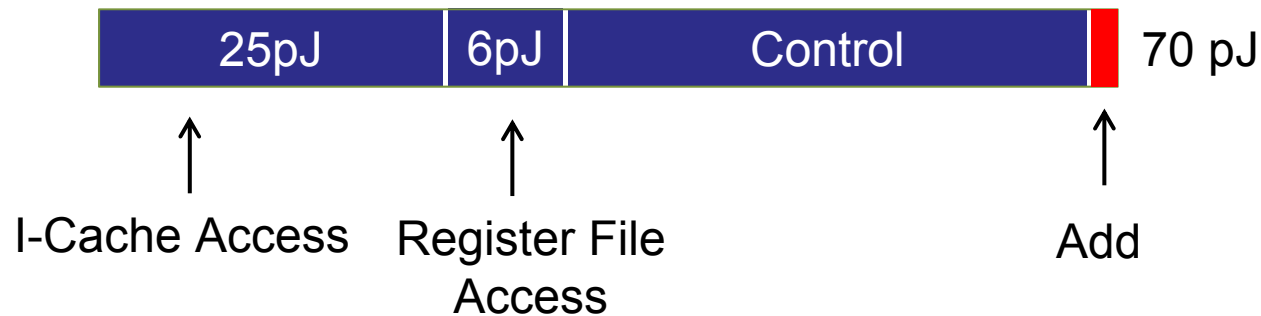 25pJ
6pJ
Control
70 pJ
I-Cache Access
Register File
Access
Add